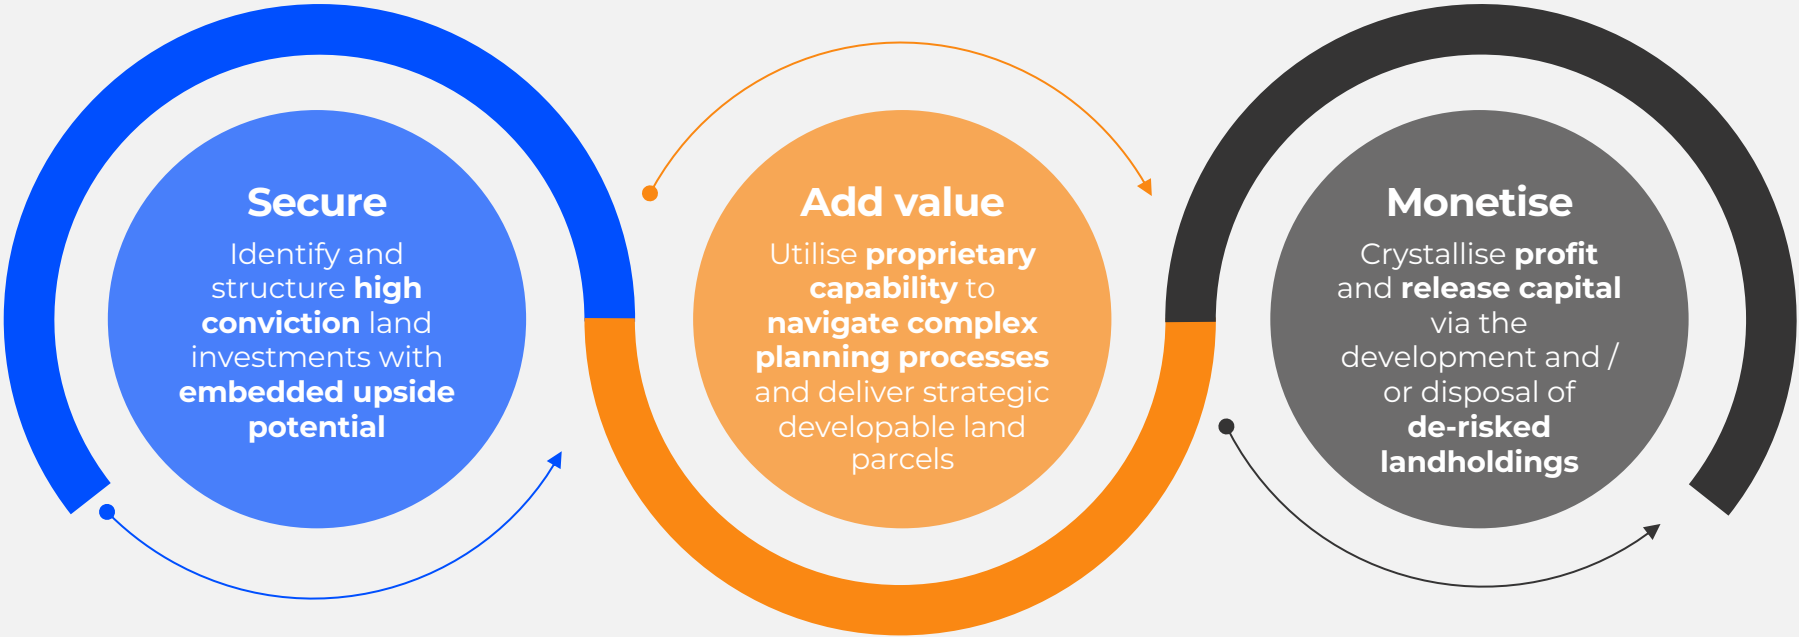 Secure
Identify and
structure high
conviction land
investments with
embedded upside
potential
Add value
Utilise proprietary
capability to
navigate complex
planning processes
and deliver strategic
developable land
parcels
Monetise
Crystallise profit
and release capital
via the
development and /
or disposal of
de-risked
landholdings